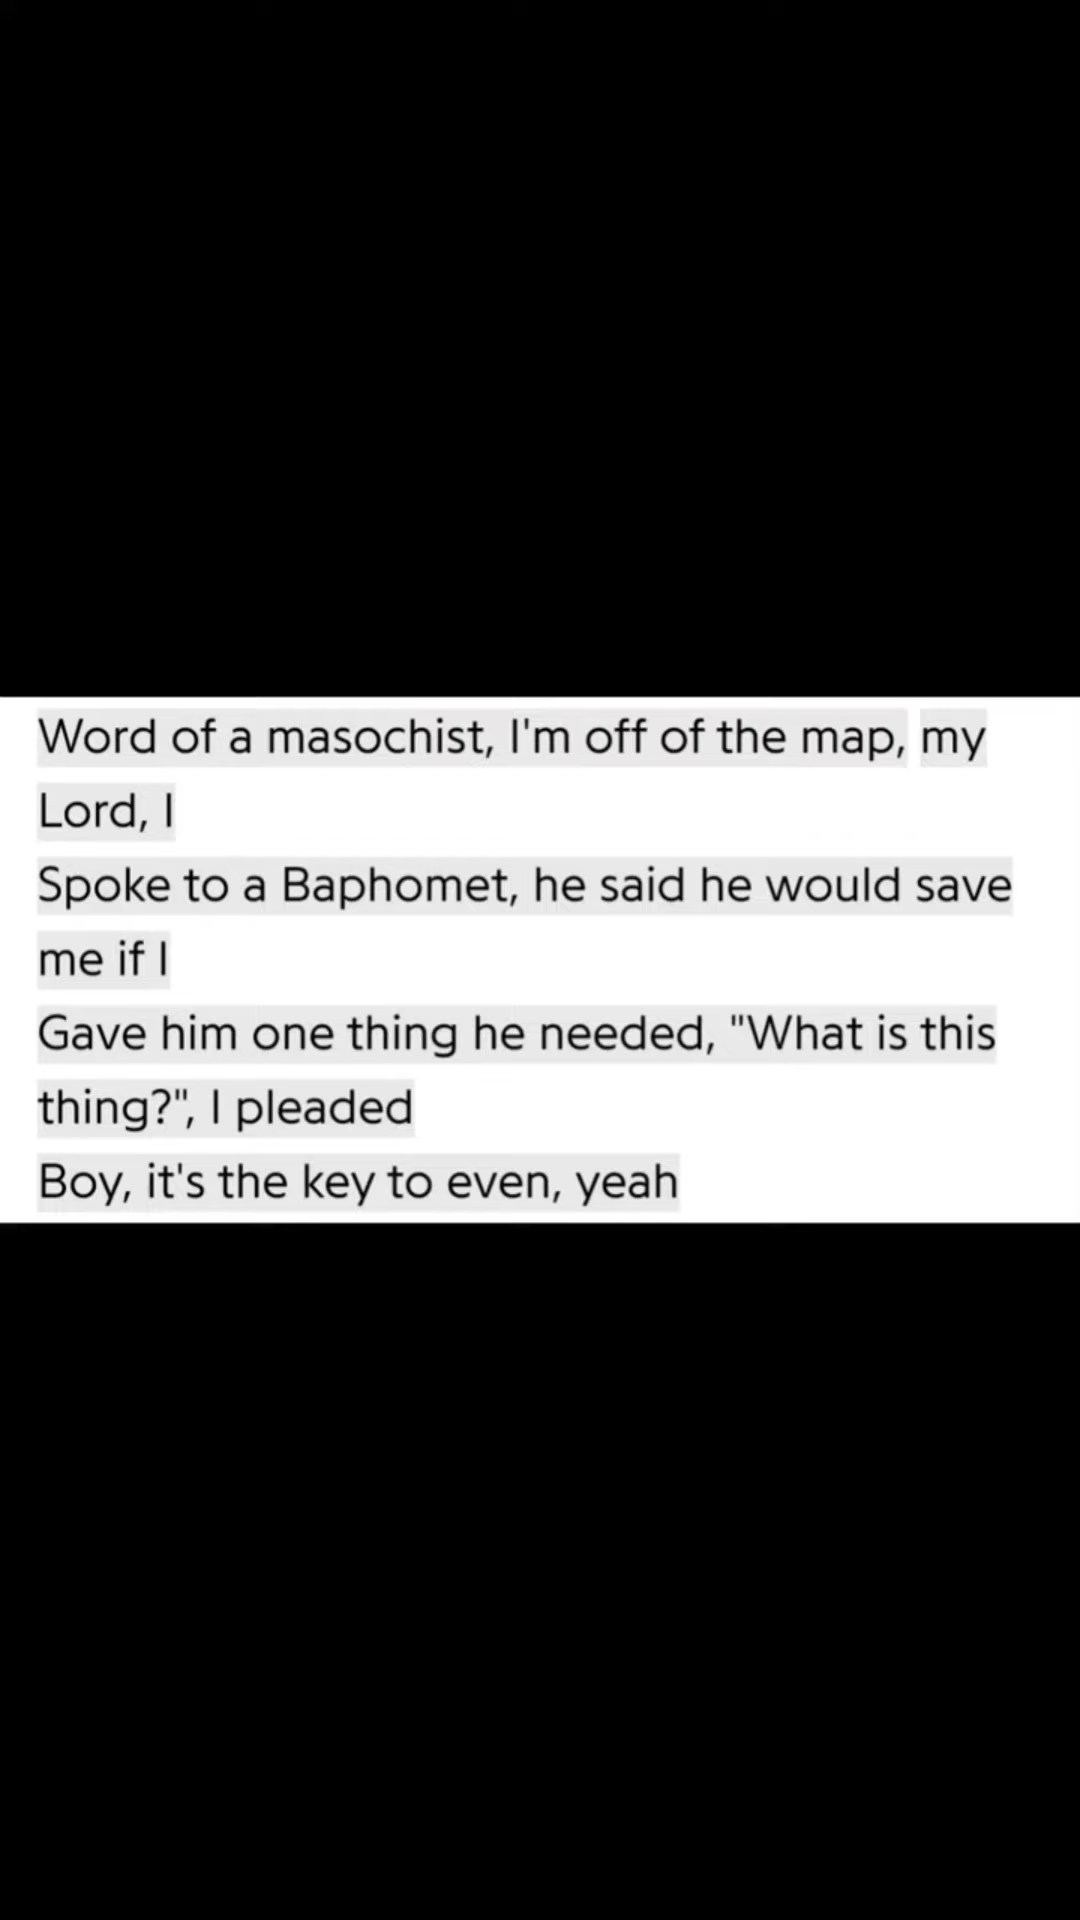 Word of a masochist, I'm off of the map, my
Lord, I
Spoke to a Baphomet, he said he would save
me if I
Gave him one thing he needed, "What is this
thing?", I pleaded
Boy, it's the key to even, yeah